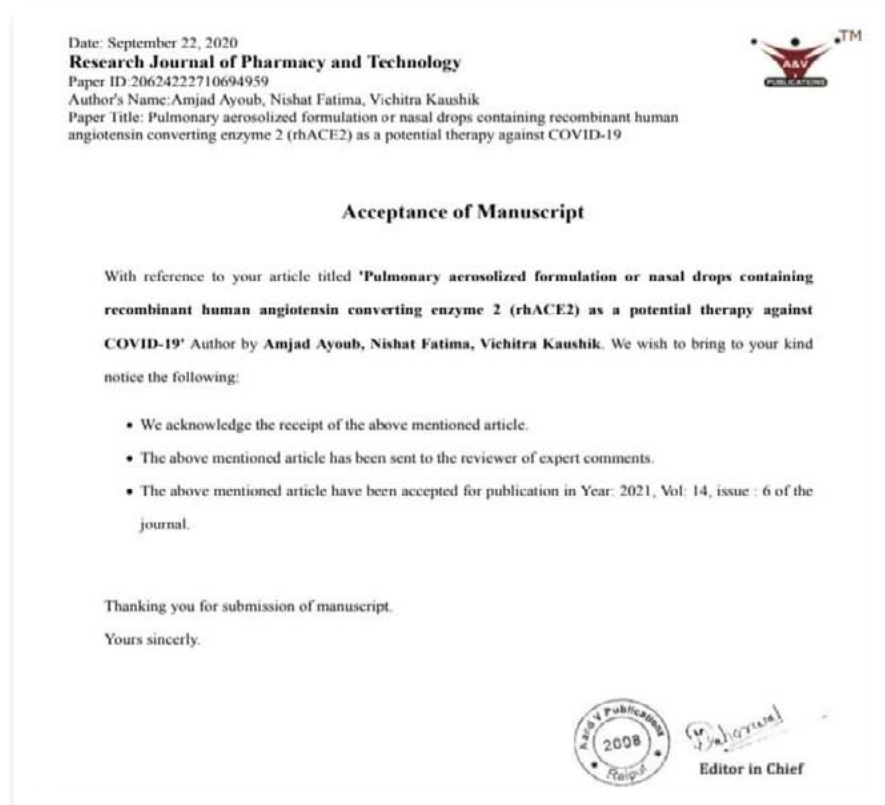 Date: September 22, 2020
Research Journal of Pharmacy and Technology
Paper ID:20624222710694959
Author's Name:Amjad Ayoub, Nishat Fatima, Vichitra Kaushik
Paper Title: Pulmonary aerosolized formulation or nasal drops containing recombinant human
angiotensin converting enzyme 2 (rhACE2) as a potential therapy against COVID-19
TM
A&V
PUBLICATIONS
Acceptance of Manuscript
With reference to your article titled 'Pulmonary aerosolized formulation or nasal drops containing
recombinant human angiotensin converting enzyme 2 (rhACE2) as a potential therapy against
COVID-19' Author by Amjad Ayoub, Nishat Fatima, Vichitra Kaushik. We wish to bring to your kind
notice the following:
• We acknowledge the receipt of the above mentioned article.
• The above mentioned article has been sent to the reviewer of expert comments.
• The above mentioned article have been accepted for publication in Year: 2021, Vol: 14, issue : 6 of the
journal.
Thanking you for submission of manuscript.
Yours sincerly.
A and V Publications
2008
Raipur
Editor in Chief